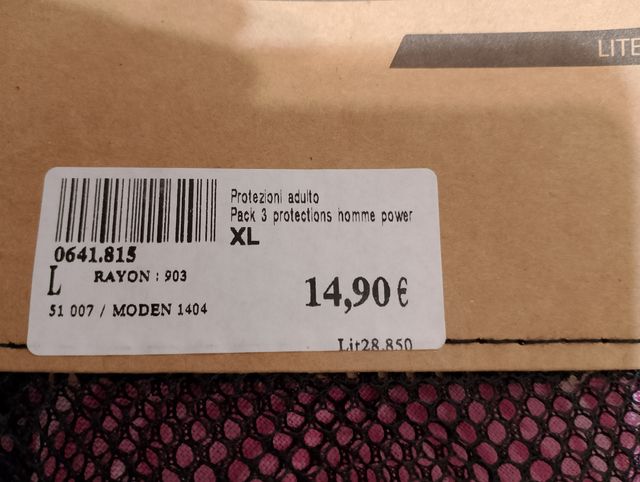 LITE
Protezioni adulto
Pack 3 protections homme power
XL
0641.815
L RAYON : 903
14,90€
51 007 / MODEN 1404
Lit28.850